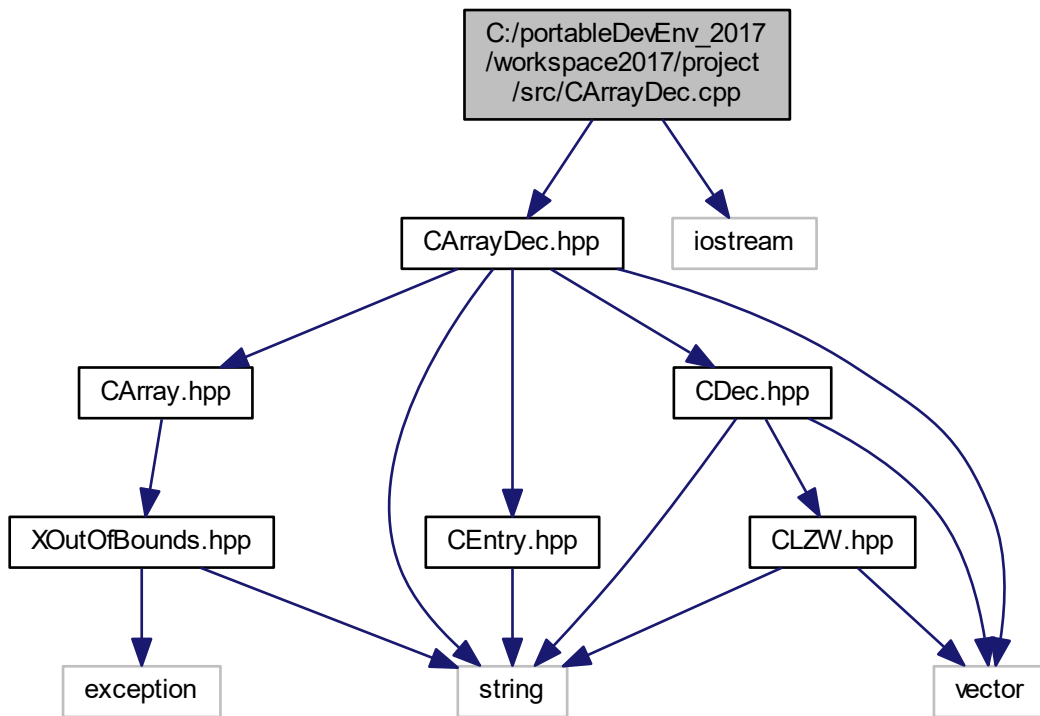 C:/portableDevEnv_2017
/workspace2017/project
/src/CArrayDec.cpp
CArrayDec.hpp
iostream
CArray.hpp
CDec.hpp
XOutOfBounds.hpp
CEntry.hpp
CLZW.hpp
exception
string
vector